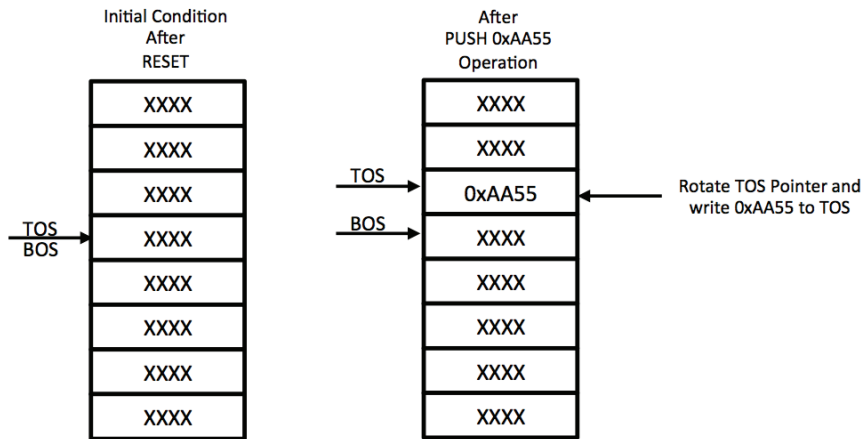 Initial Condition
After
RESET
XXXX
XXXX
XXXX
TOS
BOS
XXXX
XXXX
XXXX
XXXX
XXXX
After
PUSH 0xAA55
Operation
XXXX
XXXX
TOS
0xAA55
Rotate TOS Pointer and
write 0xAA55 to TOS
BOS
XXXX
XXXX
XXXX
XXXX
XXXX